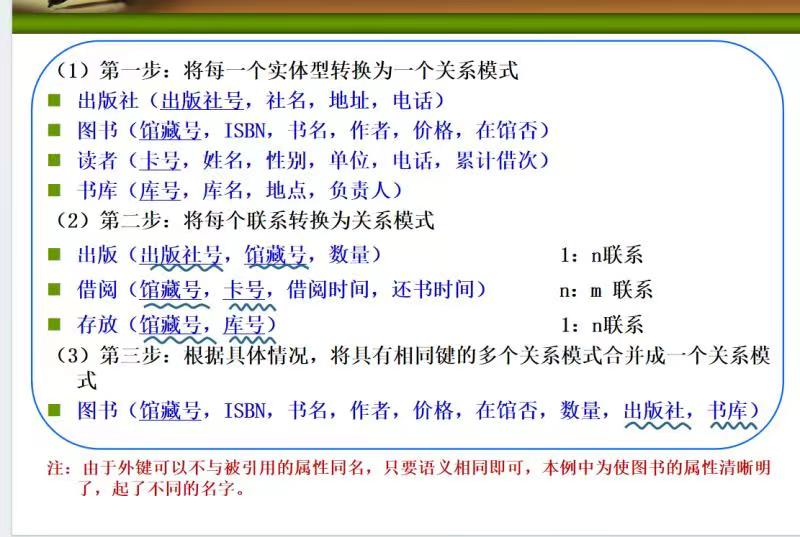 （1）第一步：将每一个实体型转换为一个关系模式
出版社（出版社号，社名，地址，电话）
图书（馆藏号，ISBN，书名，作者，价格，在馆否）
读者（卡号，姓名，性别，单位，电话，累计借次）
书库（库号，库名，地点，负责人）
（2）第二步：将每个联系转换为关系模式
出版（出版社号，馆藏号，数量） 1：n联系
借阅（馆藏号，卡号，借阅时间，还书时间） n：m 联系
存放（馆藏号，库号） 1：n联系
（3）第三步：根据具体情况，将具有相同键的多个关系模式合并成一个关系模
式
图书（馆藏号，ISBN，书名，作者，价格，在馆否，数量，出版社，书库）
注：由于外键可以不与被引用的属性同名，只要语义相同即可，本例中为使图书的属性清晰明
了，起了不同的名字。